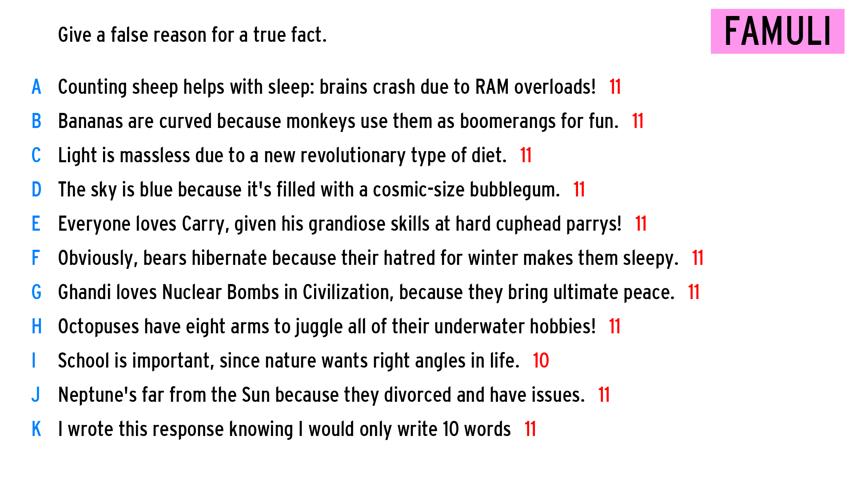 Give a false reason for a true fact.
FAMULI
A Counting sheep helps with sleep: brains crash due to RAM overloads! 11
B Bananas are curved because monkeys use them as boomerangs for fun. 11
C Light is massless due to a new revolutionary type of diet. 11
D The sky is blue because it's filled with a cosmic-size bubblegum. 11
E Everyone loves Carry, given his grandiose skills at hard cuphead parrys! 11
F Obviously, bears hibernate because their hatred for winter makes them sleepy. 11
G Ghandi loves Nuclear Bombs in Civilization, because they bring ultimate peace. 11
H Octopuses have eight arms to juggle all of their underwater hobbies! 11
I School is important, since nature wants right angles in life. 10
J Neptune's far from the Sun because they divorced and have issues. 11
K I wrote this response knowing I would only write 10 words 11